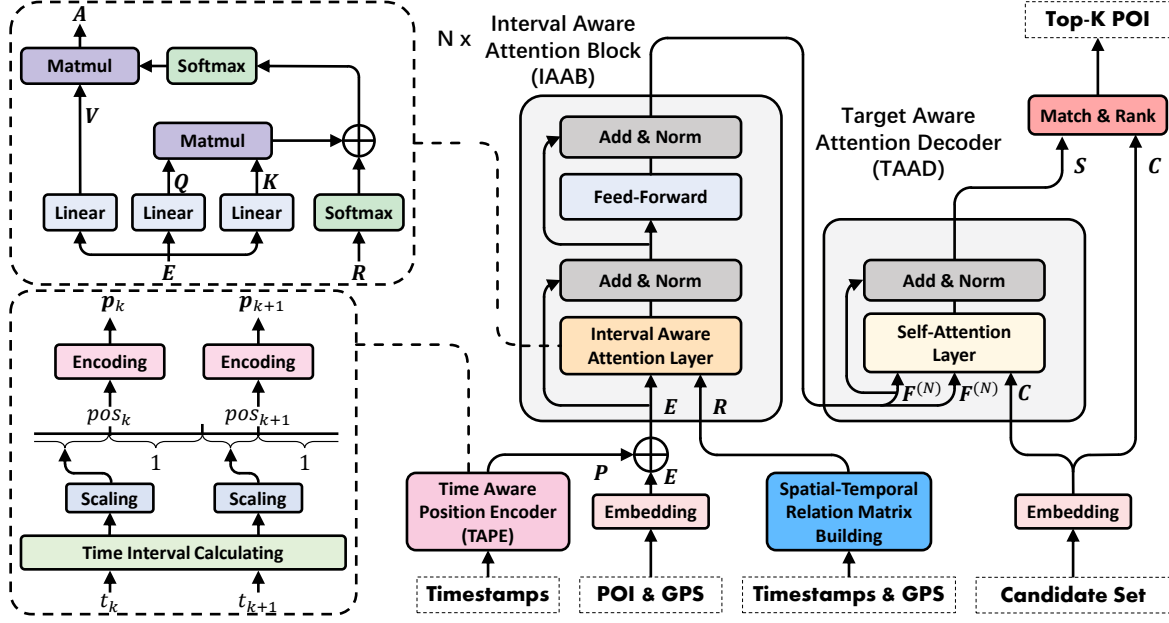 A
Matmul
Softmax
V
Matmul
Q
K
Linear
Linear
Linear
Softmax
E
R
p_k
p_{k+1}
Encoding
Encoding
pos_k
pos_{k+1}
1
1
Scaling
Scaling
Time Interval Calculating
t_k
t_{k+1}
N x
Interval Aware
Attention Block
(IAAB)
Add & Norm
Feed-Forward
Add & Norm
Interval Aware
Attention Layer
E
R
P
E
Time Aware
Position Encoder
(TAPE)
Embedding
Spatial-Temporal
Relation Matrix
Building
Timestamps
POI & GPS
Timestamps & GPS
Top-K POI
Match & Rank
Target Aware
Attention Decoder
(TAAD)
S
C
Add & Norm
Self-Attention
Layer
F^{(N)}
F^{(N)}
C
Embedding
Candidate Set